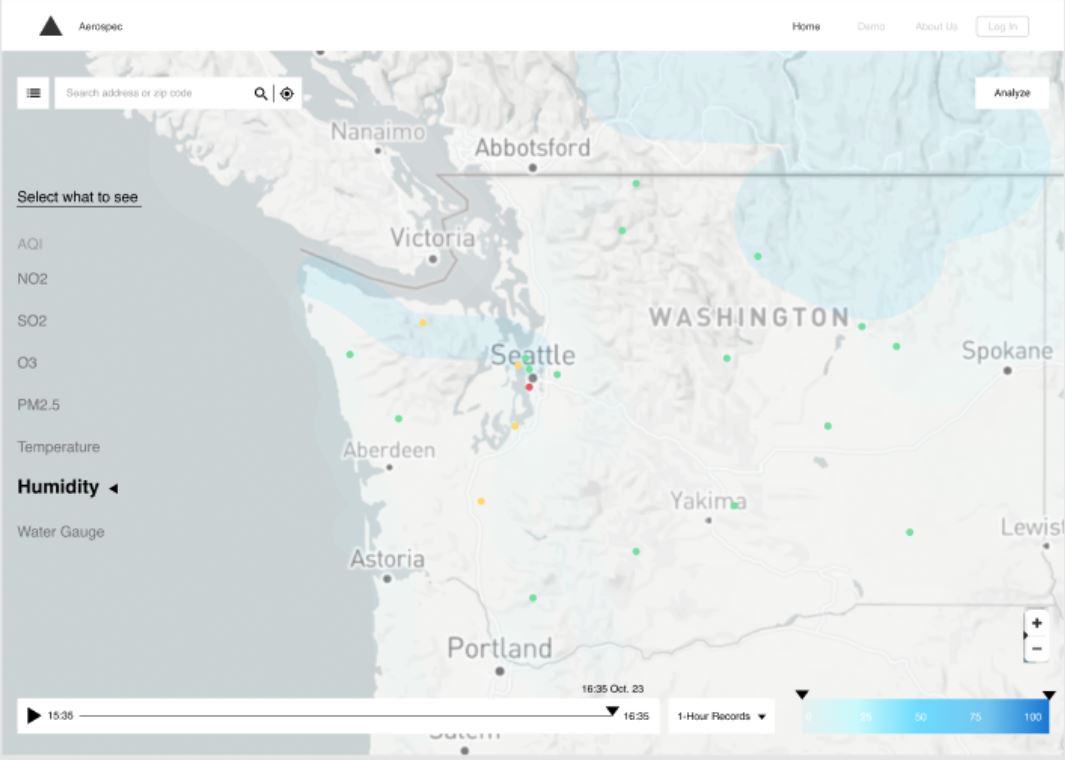 Aerospec
Home Demo About Us Log In
Search address or zip code
Analyze
Nanaimo
Abbotsford
Select what to see
Victoria
AQI
NO2
SO2
O3
PM2.5
Temperature
Humidity
Water Gauge
WASHINGTON
Seattle
Spokane
Aberdeen
Yakima
Lewist
Astoria
Portland
+
−
16:35 Oct. 23
15:35 16:35
1-Hour Records
0 25 50 75 100
Salem